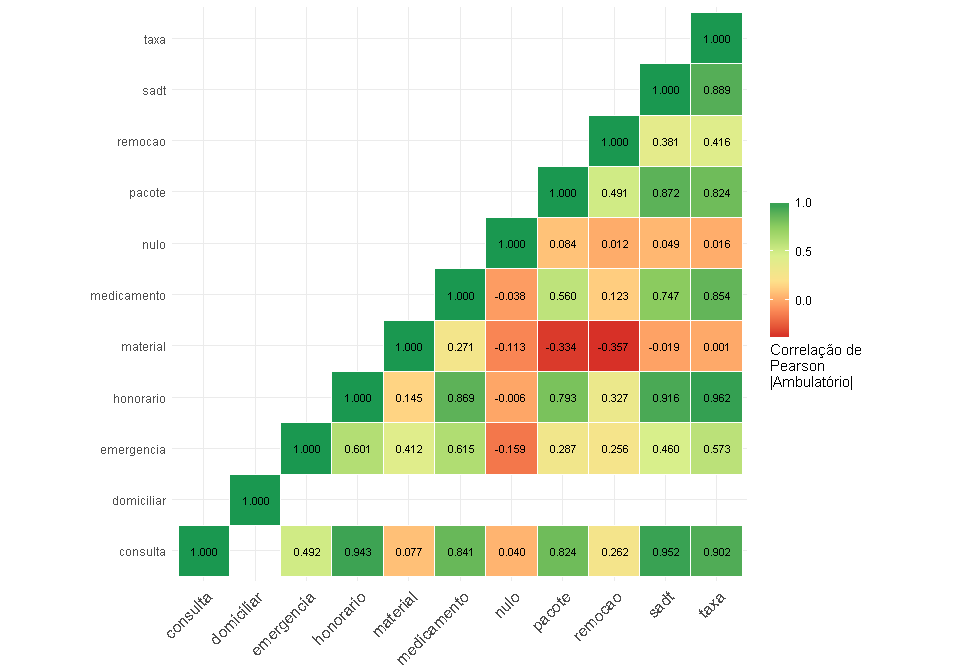 taxa
1.000
sadt
1.000 0.889
remocao
1.000 0.381 0.416
pacote
1.000 0.491 0.872 0.824
nulo
1.000 0.084 0.012 0.049 0.016
medicamento
1.000 -0.038 0.560 0.123 0.747 0.854
material
1.000 0.271 -0.113 -0.334 -0.357 -0.019 0.001
honorario
1.000 0.145 0.869 -0.006 0.793 0.327 0.916 0.962
emergencia
1.000 0.601 0.412 0.615 -0.159 0.287 0.256 0.460 0.573
domiciliar
1.000
consulta
1.000 0.492 0.943 0.077 0.841 0.040 0.824 0.262 0.952 0.902
consulta
domiciliar
emergencia
honorario
material
medicamento
nulo
pacote
remocao
sadt
taxa
1.0
0.5
0.0
Correlação de
Pearson
|Ambulatório|